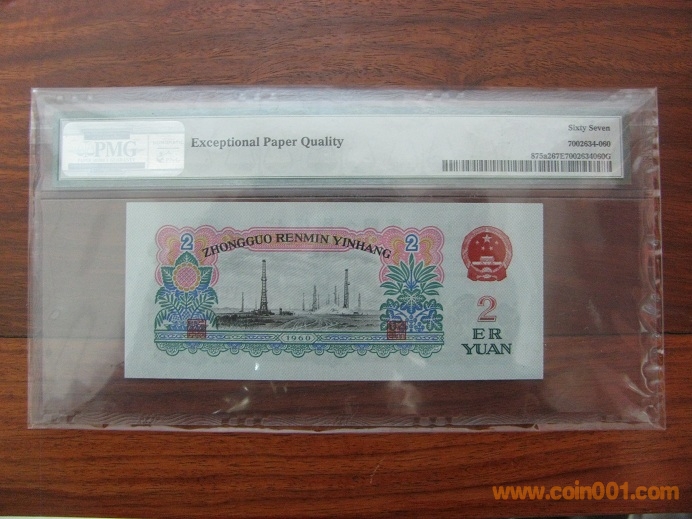 PMG
Exceptional Paper Quality
Sixty Seven
7002634-060
S75a267E7002634060G
2
ZHONGGUO RENMIN YINHANG
2
2
ER
YUAN
1960
www.coin001.com